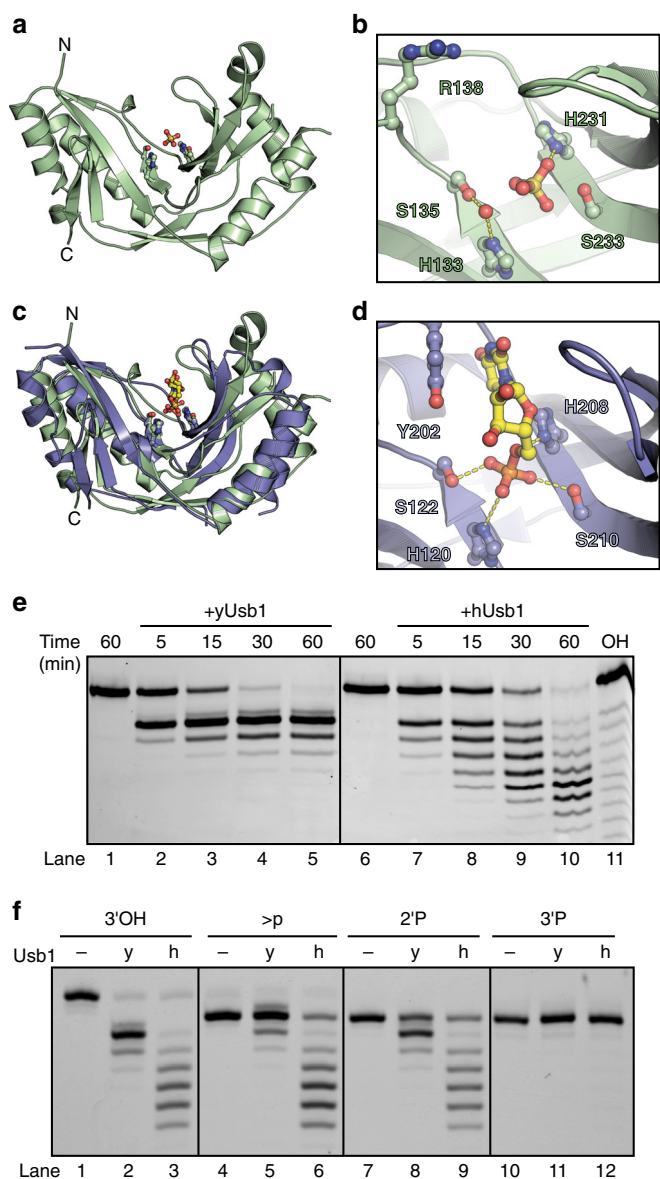 a
N
C
b
R138
H231
S135
S233
H133
c
N
C
d
Y202
H208
S122
S210
H120
e
+yUsb1 +hUsb1
Time 60 5 15 30 60 60 5 15 30 60 OH
(min)
Lane 1 2 3 4 5 6 7 8 9 10 11
f
3'OH >p 2'P 3'P
Usb1 – y h – y h – y h – y h
Lane 1 2 3 4 5 6 7 8 9 10 11 12